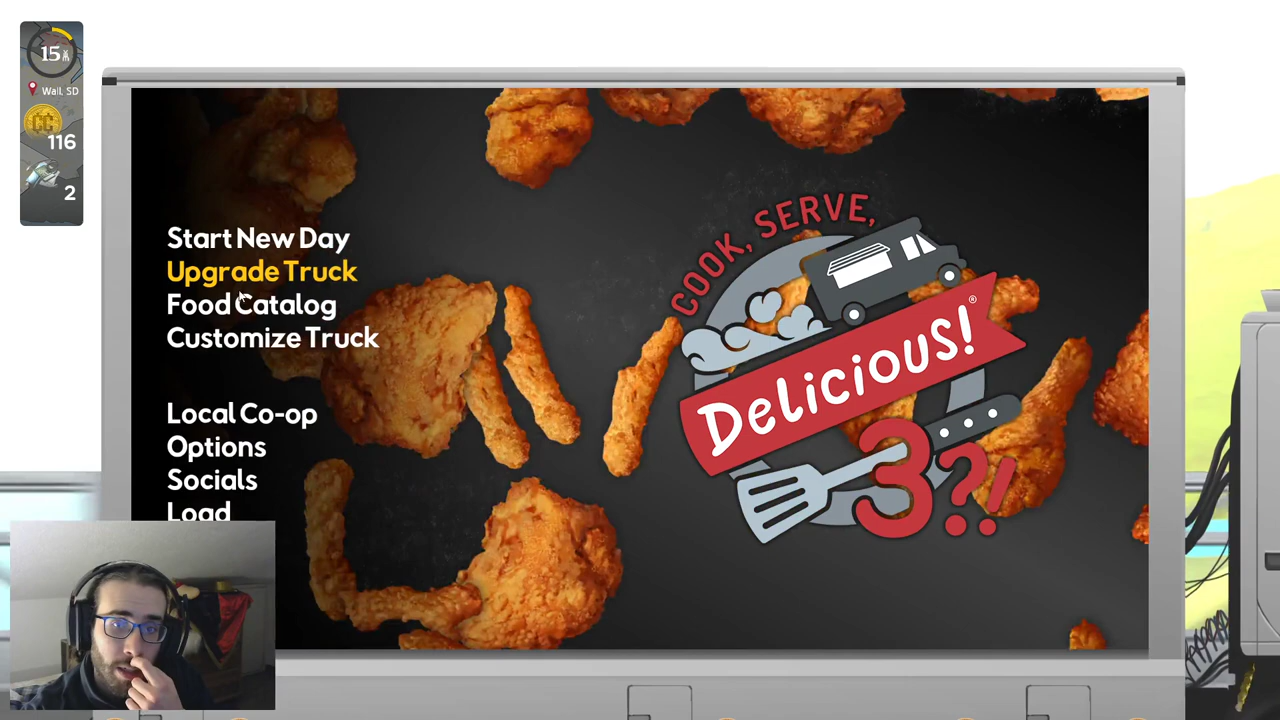 15
Wall, SD
CC
116
2
Start New Day
Upgrade Truck
Food Catalog
Customize Truck
Local Co-op
Options
Socials
Load
COOK, SERVE,
Delicious!®
3?!